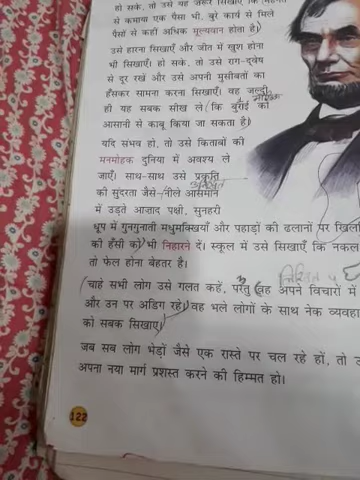 हो सके, तो उसे यह जरूर सिखाएँ कि मेहनत
से कमाया एक पैसा भी, बुरे कार्य से मिले
पैसों से कहीं अधिक मूल्यवान होता है।
उसे हारना सिखाएँ और जीत में खुश होना
भी सिखाएँ। हो सके, तो उसे राग-द्वेष
से दूर रखें और उसे अपनी मुसीबतों का
हँसकर सामना करना सिखाएँ। वह जल्दी
ही यह सबक सीख ले (कि बुराई को
आसानी से काबू किया जा सकता है)
यदि संभव हो, तो उसे किताबों की
मनमोहक दुनिया में अवश्य ले
जाएँ। साथ-साथ उसे प्रकृति
की सुंदरता जैसे-नीले आसमान
में उड़ते आज़ाद पक्षी, सुनहरी
धूप में गुनगुनाती मधुमक्खियाँ और पहाड़ों की ढलानों पर
की हँसी को) भी निहारने दें। स्कूल में उसे सिखाएँ कि नकल
तो फेल होना बेहतर है।
(चाहे सभी लोग उसे गलत कहें, परंतु वह अपने विचारों में
और उन पर अडिग रहे। वह भले लोगों के साथ नेक
को सबक सिखाए।
जब सब लोग भेड़ों जैसे एक रास्ते पर चल रहे हों, तो
अपना नया मार्ग प्रशस्त करने की हिम्मत हो।
122